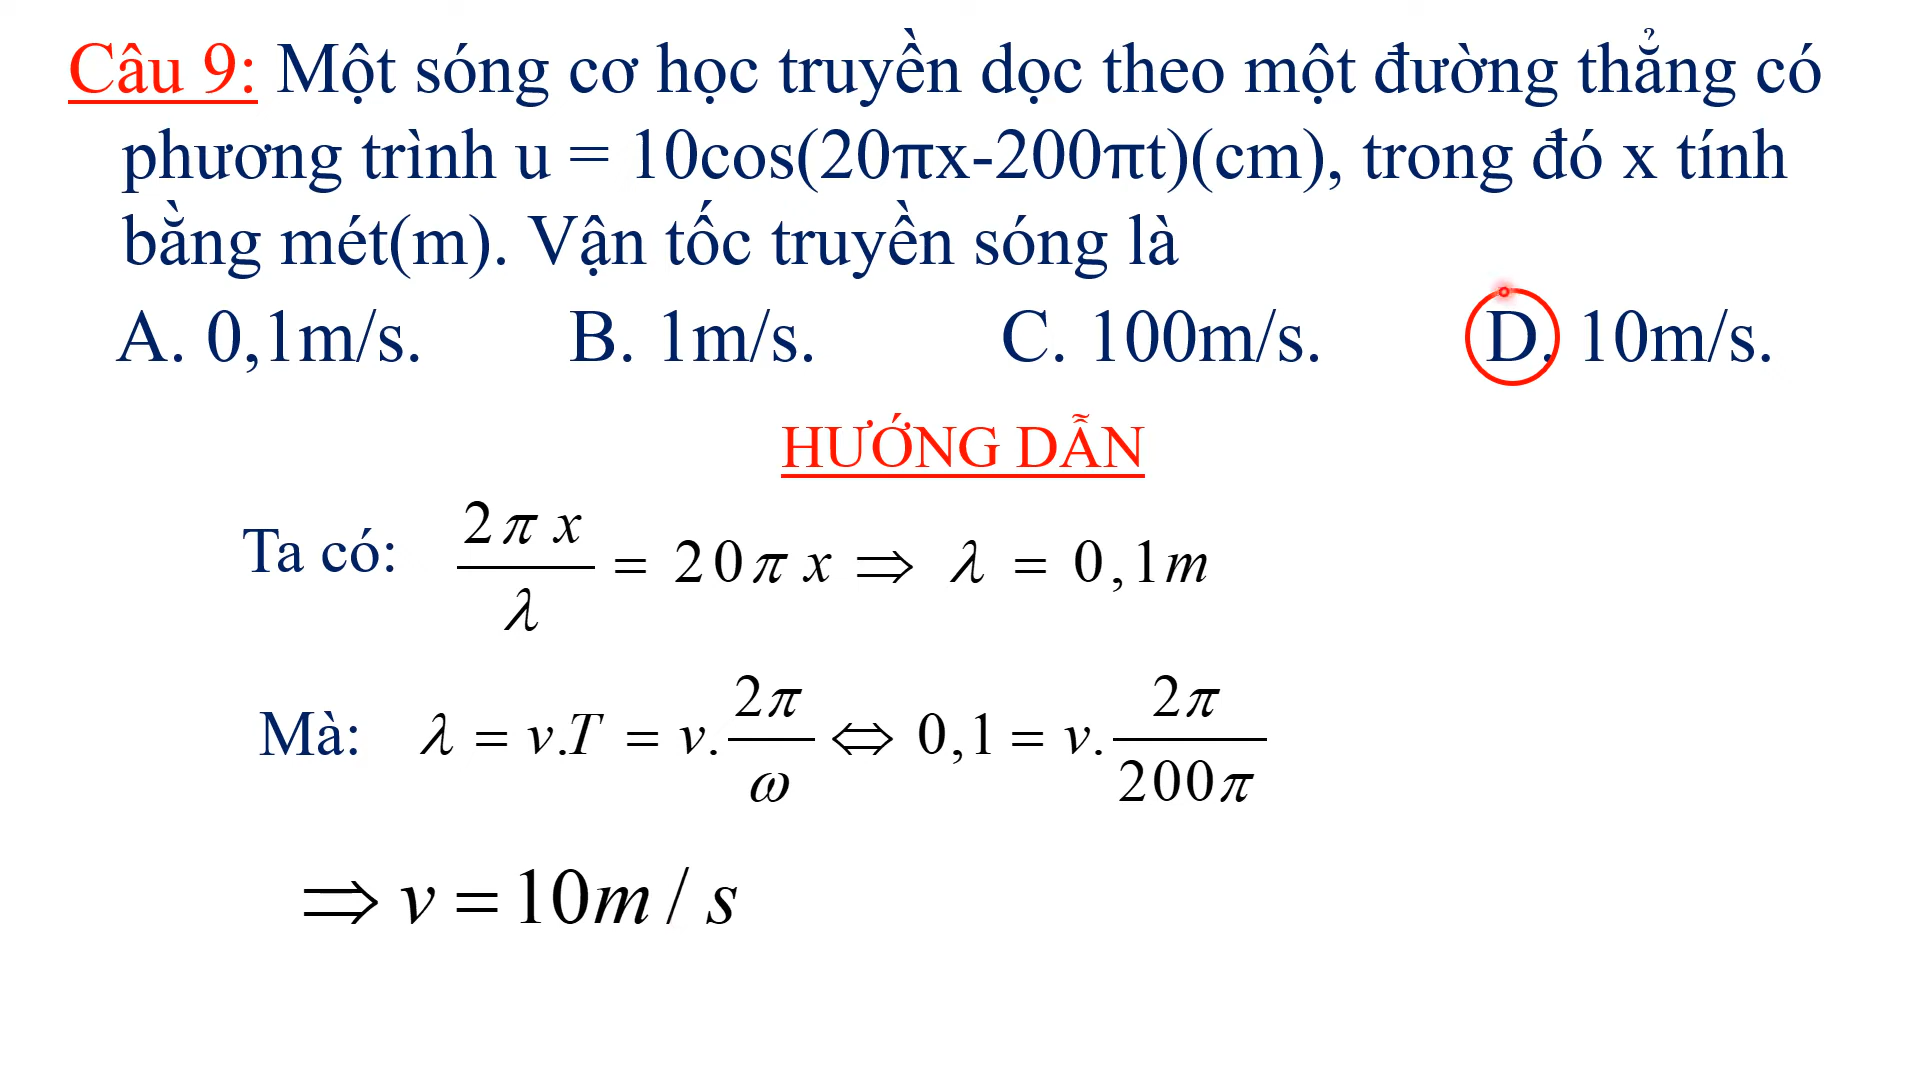 Câu 9: Một sóng cơ học truyền dọc theo một đường thẳng có
phương trình u = 10cos(20πx-200πt)(cm), trong đó x tính
bằng mét(m). Vận tốc truyền sóng là
A. 0,1m/s. B. 1m/s. C. 100m/s. D. 10m/s.
HƯỚNG DẪN
Ta có: 2πx/λ = 20πx ⇒ λ = 0,1m
Mà: λ = v.T = v.2π/ω ⇔ 0,1 = v.2π/200π
⇒ v = 10m / s